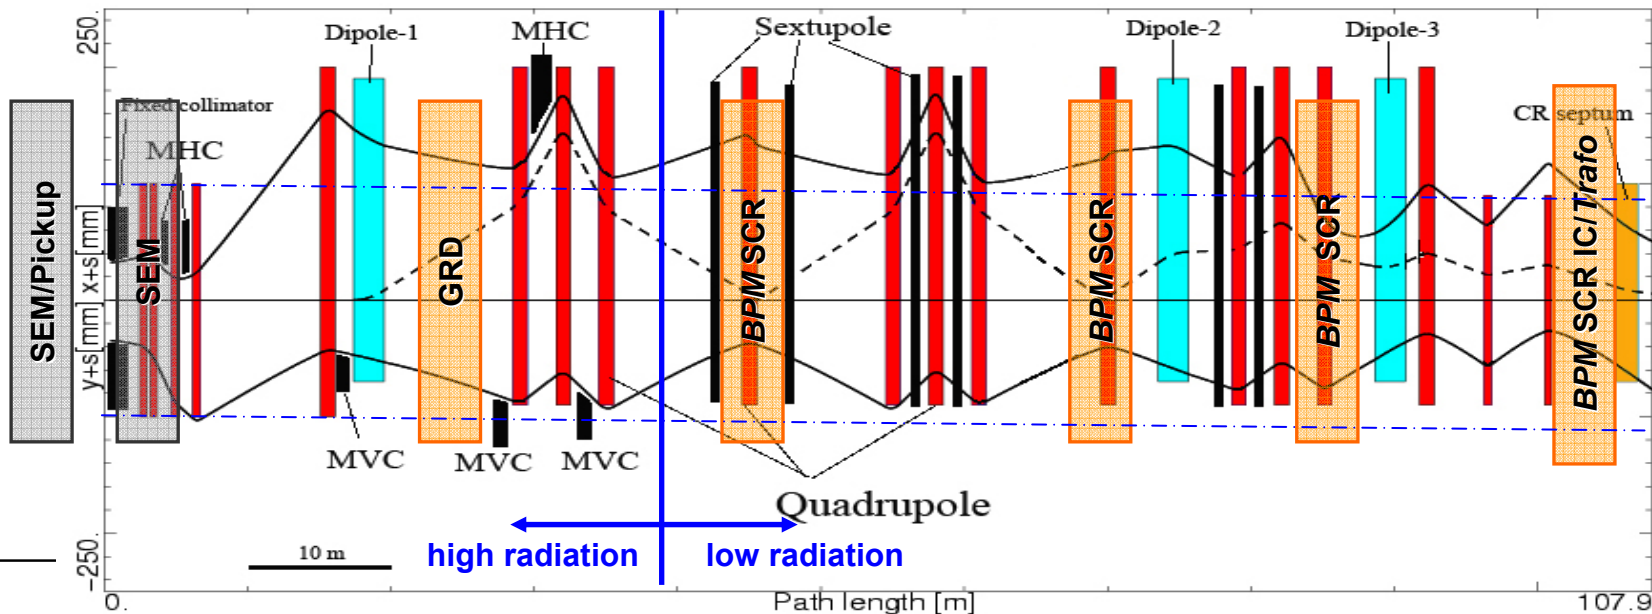 250.
Dipole-1
MHC
Sextupole
Dipole-2
Dipole-3
Fixed collimator
MHC
CR septum
SEM/Pickup
x+s[mm]
y+s[mm]
SEM
GRD
BPM SCR
BPM SCR
BPM SCR
BPM SCR IC/Trafo
MVC
MVC
MVC
Quadrupole
10 m
high radiation
low radiation
-250.
0.
Path length [m]
107.9